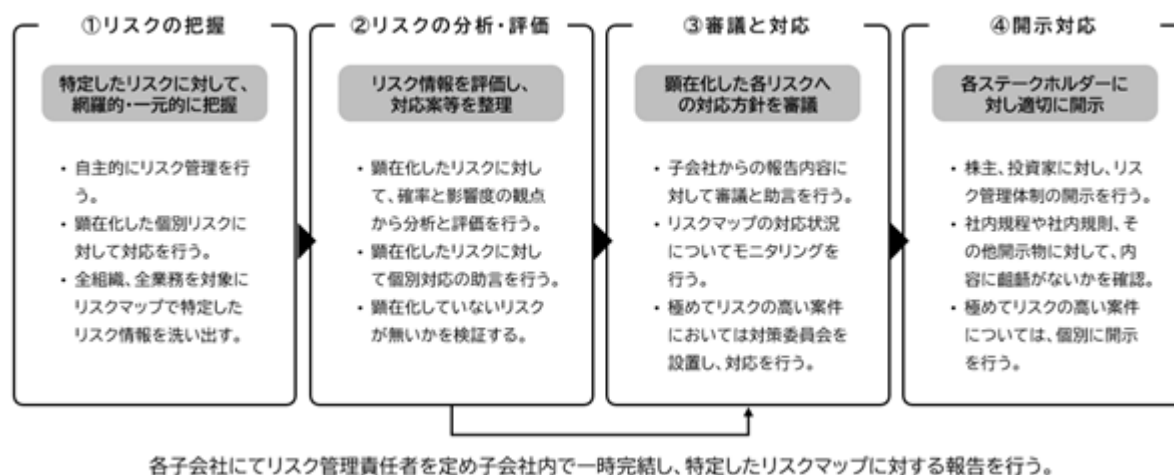 ①リスクの把握
特定したリスクに対して、
網羅的・一元的に把握
・ 自主的にリスク管理を行
う。
・ 顕在化した個別リスクに
対して対応を行う。
・ 全組織、全業務を対象に
リスクマップで特定した
リスク情報を洗い出す。
②リスクの分析・評価
リスク情報を評価し、
対応案等を整理
・ 顕在化したリスクに対し
て、確率と影響度の観点
から分析と評価を行う。
・ 顕在化したリスクに対し
て個別対応の助言を行う。
・ 顕在化していないリスク
が無いかを検証する。
③審議と対応
顕在化した各リスクへ
の対応方針を審議
・ 子会社からの報告内容に
対して審議と助言を行う。
・ リスクマップの対応状況
についてモニタリングを
行う。
・ 極めてリスクの高い案件
においては対策委員会を
設置し、対応を行う。
④開示対応
各ステークホルダーに
対し適切に開示
・ 株主、投資家に対し、リス
ク管理体制の開示を行う。
・ 社内規程や社内規則、そ
の他開示物に対して、内
容に齟齬がないかを確認。
・ 極めてリスクの高い案件
については、個別に開示
を行う。
各子会社にてリスク管理責任者を定め子会社内で一時完結し、特定したリスクマップに対する報告を行う。